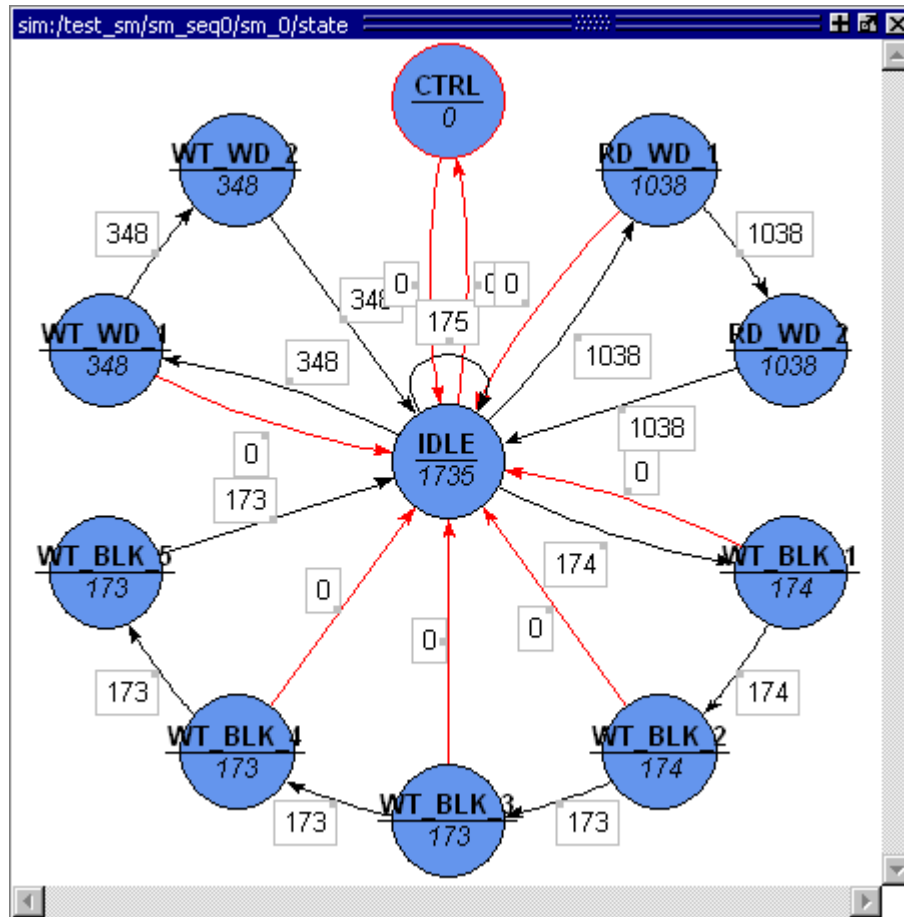 sim:/test_sm/sm_seq0/sm_0/state
CTRL
0
WT_WD_2
348
RD_WD_1
1038
348
1038
348
0
0
0
175
WT_WD_1
348
348
1038
RD_WD_2
1038
0
1038
0
IDLE
1735
173
174
WT_BLK_5
173
WT_BLK_1
174
0
0
0
173
174
WT_BLK_4
173
WT_BLK_2
174
173
WT_BLK_3
173
173